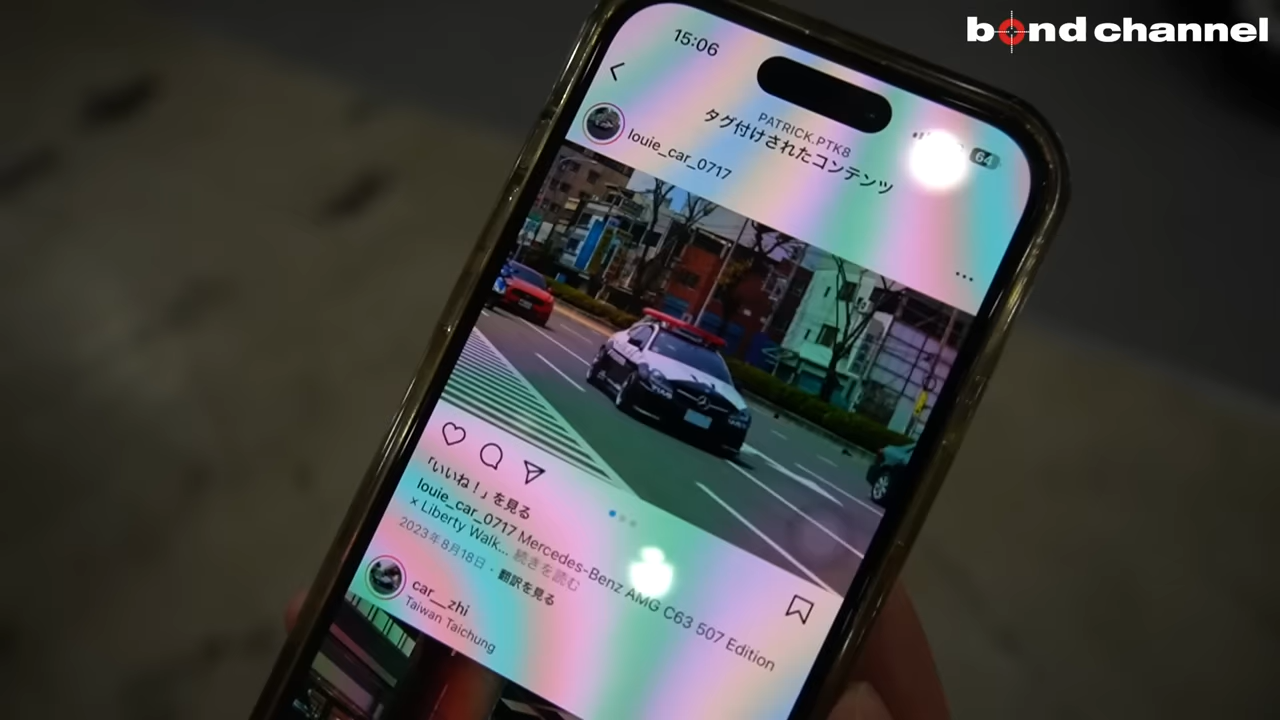 bond channel
15:06
64
PATRICK.PTK8
タグ付けされたコンテンツ
louie_car_0717
「いいね！」を見る
louie_car_0717 Mercedes-Benz AMG C63 507 Edition
× Liberty Walk... 続きを読む
2023年8月18日・翻訳を見る
car__zhi
Taiwan Taichung